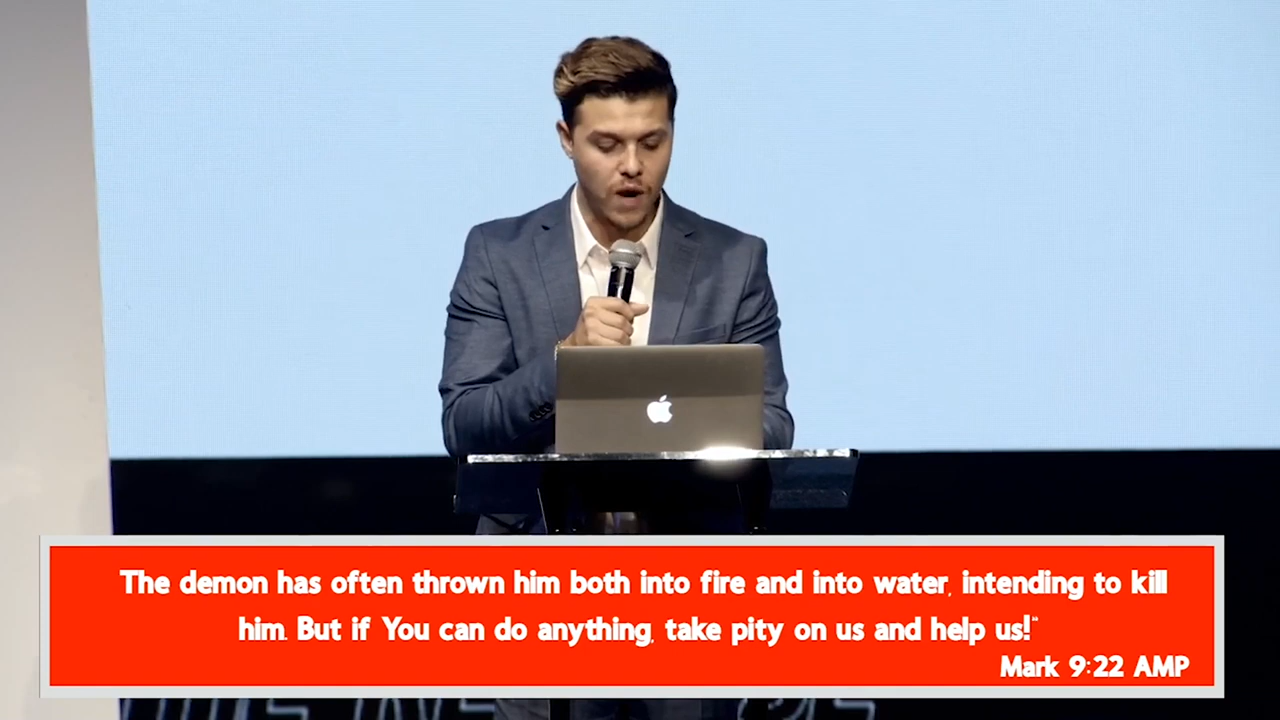 The demon has often thrown him both into fire and into water, intending to kill
him. But if You can do anything, take pity on us and help us!"
Mark 9:22 AMP